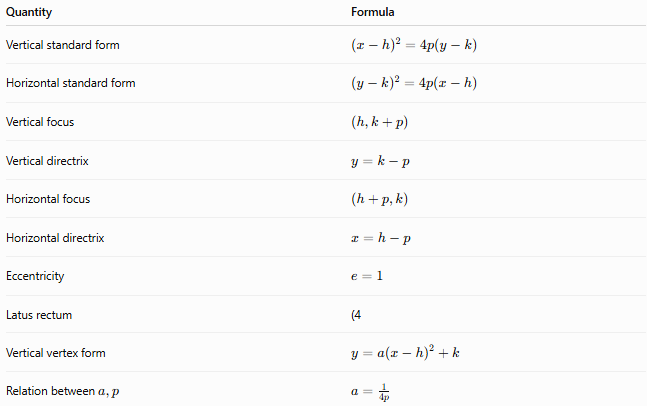 Quantity Formula
Vertical standard form (x − h)² = 4p(y − k)
Horizontal standard form (y − k)² = 4p(x − h)
Vertical focus (h, k + p)
Vertical directrix y = k − p
Horizontal focus (h + p, k)
Horizontal directrix x = h − p
Eccentricity e = 1
Latus rectum (4
Vertical vertex form y = a(x − h)² + k
Relation between a, p a = 1/4p